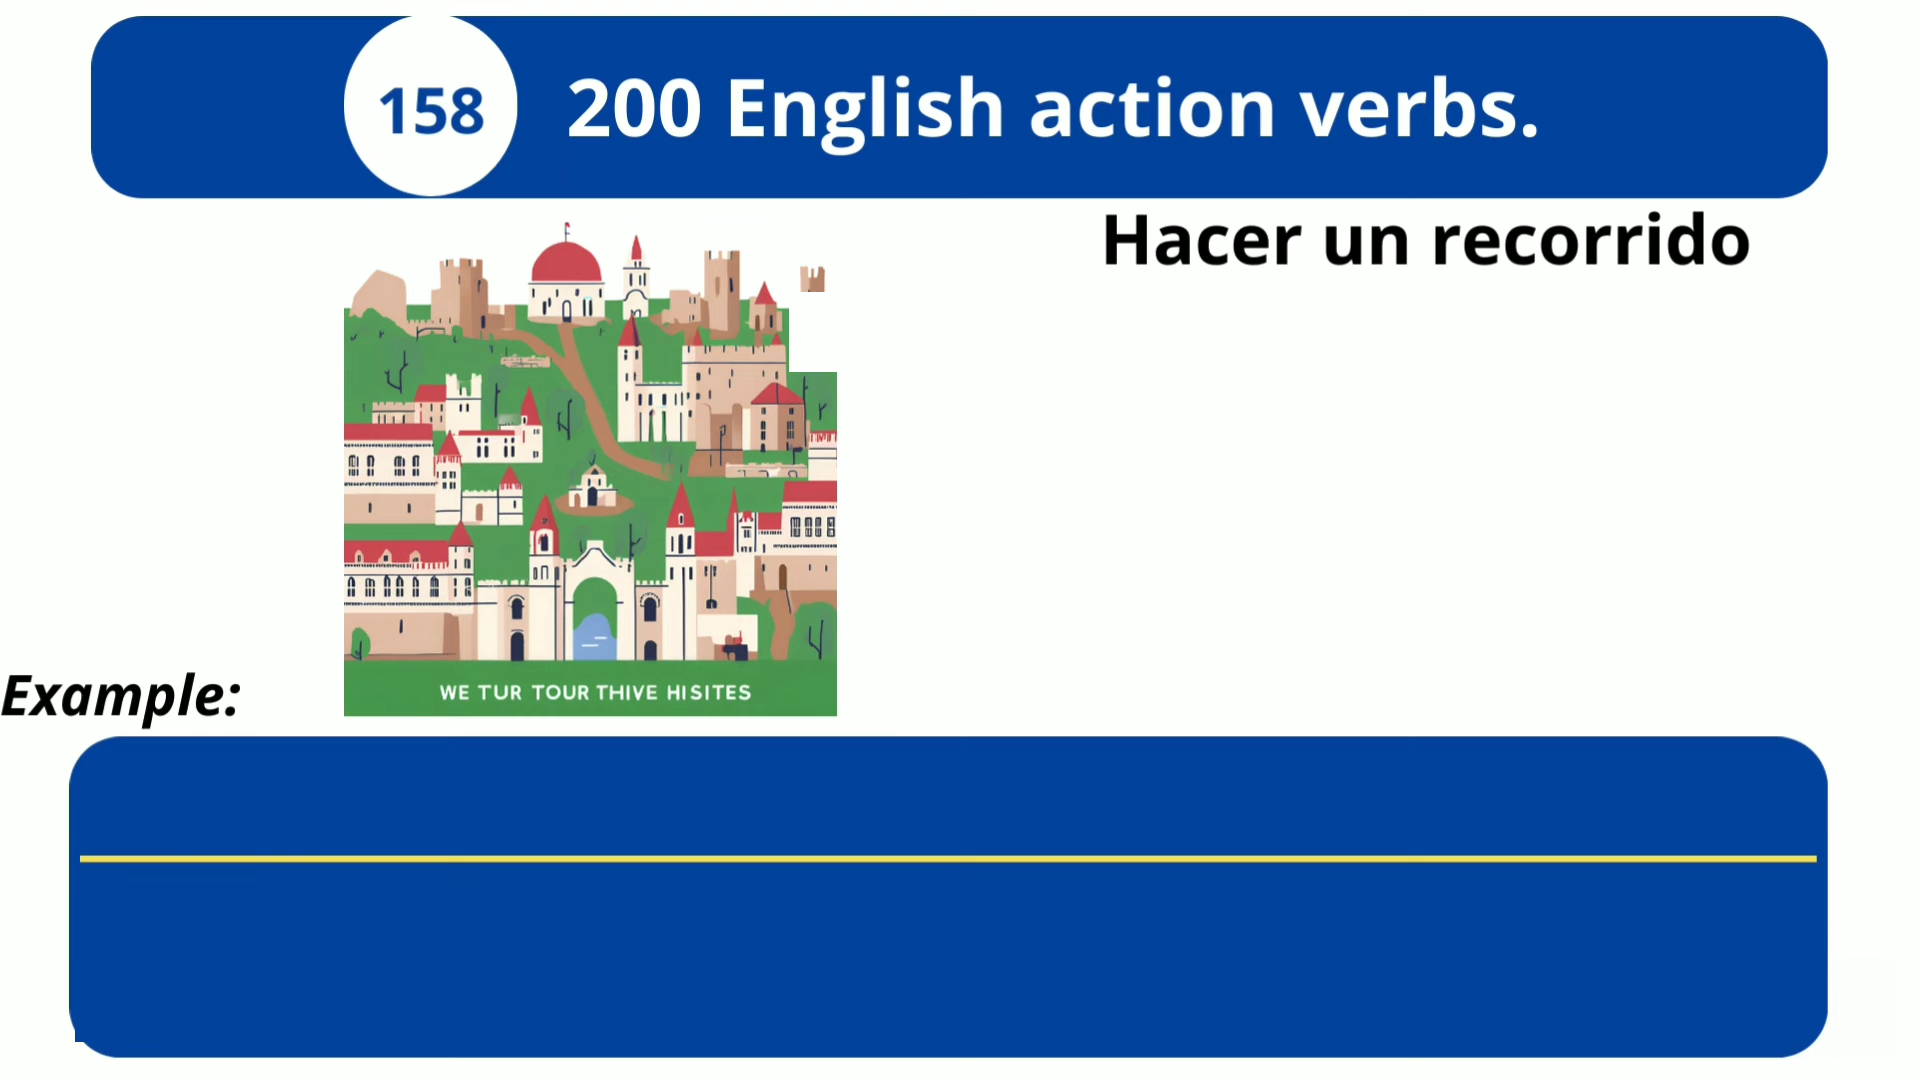 158
200 English action verbs.
Hacer un recorrido
WE TUR TOUR THIVE HISITES
Example: